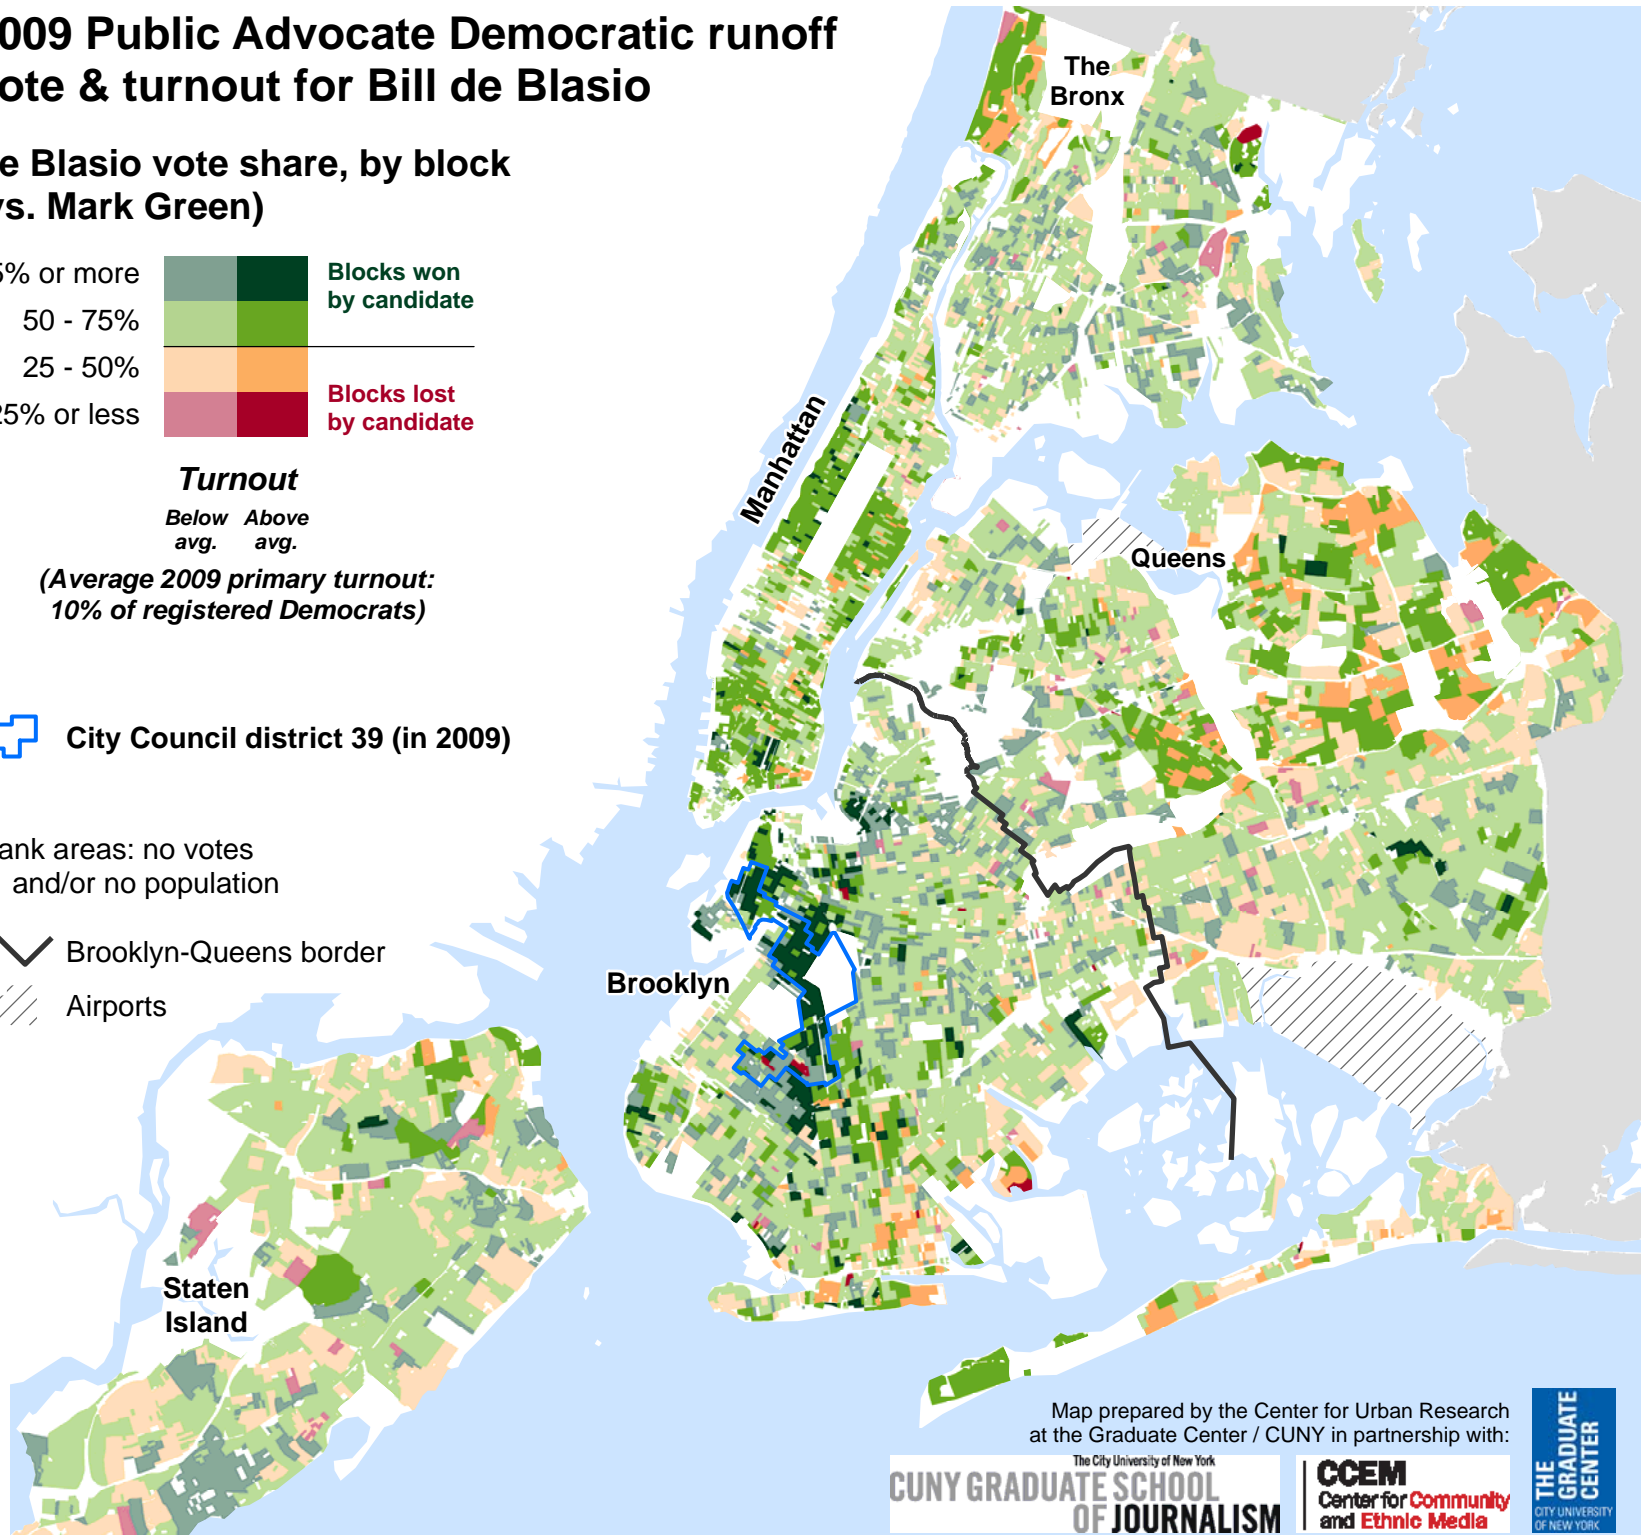 009 Public Advocate Democratic runoff
ote & turnout for Bill de Blasio
e Blasio vote share, by block
vs. Mark Green)
5% or more
50 - 75%
25 - 50%
25% or less
Blocks won
by candidate
Blocks lost
by candidate
Turnout
Below Above
avg. avg.
(Average 2009 primary turnout:
10% of registered Democrats)
City Council district 39 (in 2009)
ank areas: no votes
and/or no population
Brooklyn-Queens border
Airports
The
Bronx
Manhattan
Queens
Brooklyn
Staten
Island
Map prepared by the Center for Urban Research
at the Graduate Center / CUNY in partnership with:
The City University of New York
CUNY GRADUATE SCHOOL
OF JOURNALISM
CCEM
Center for Community
and Ethnic Media
THE
GRADUATE
CENTER
CITY UNIVERSITY
OF NEW YORK